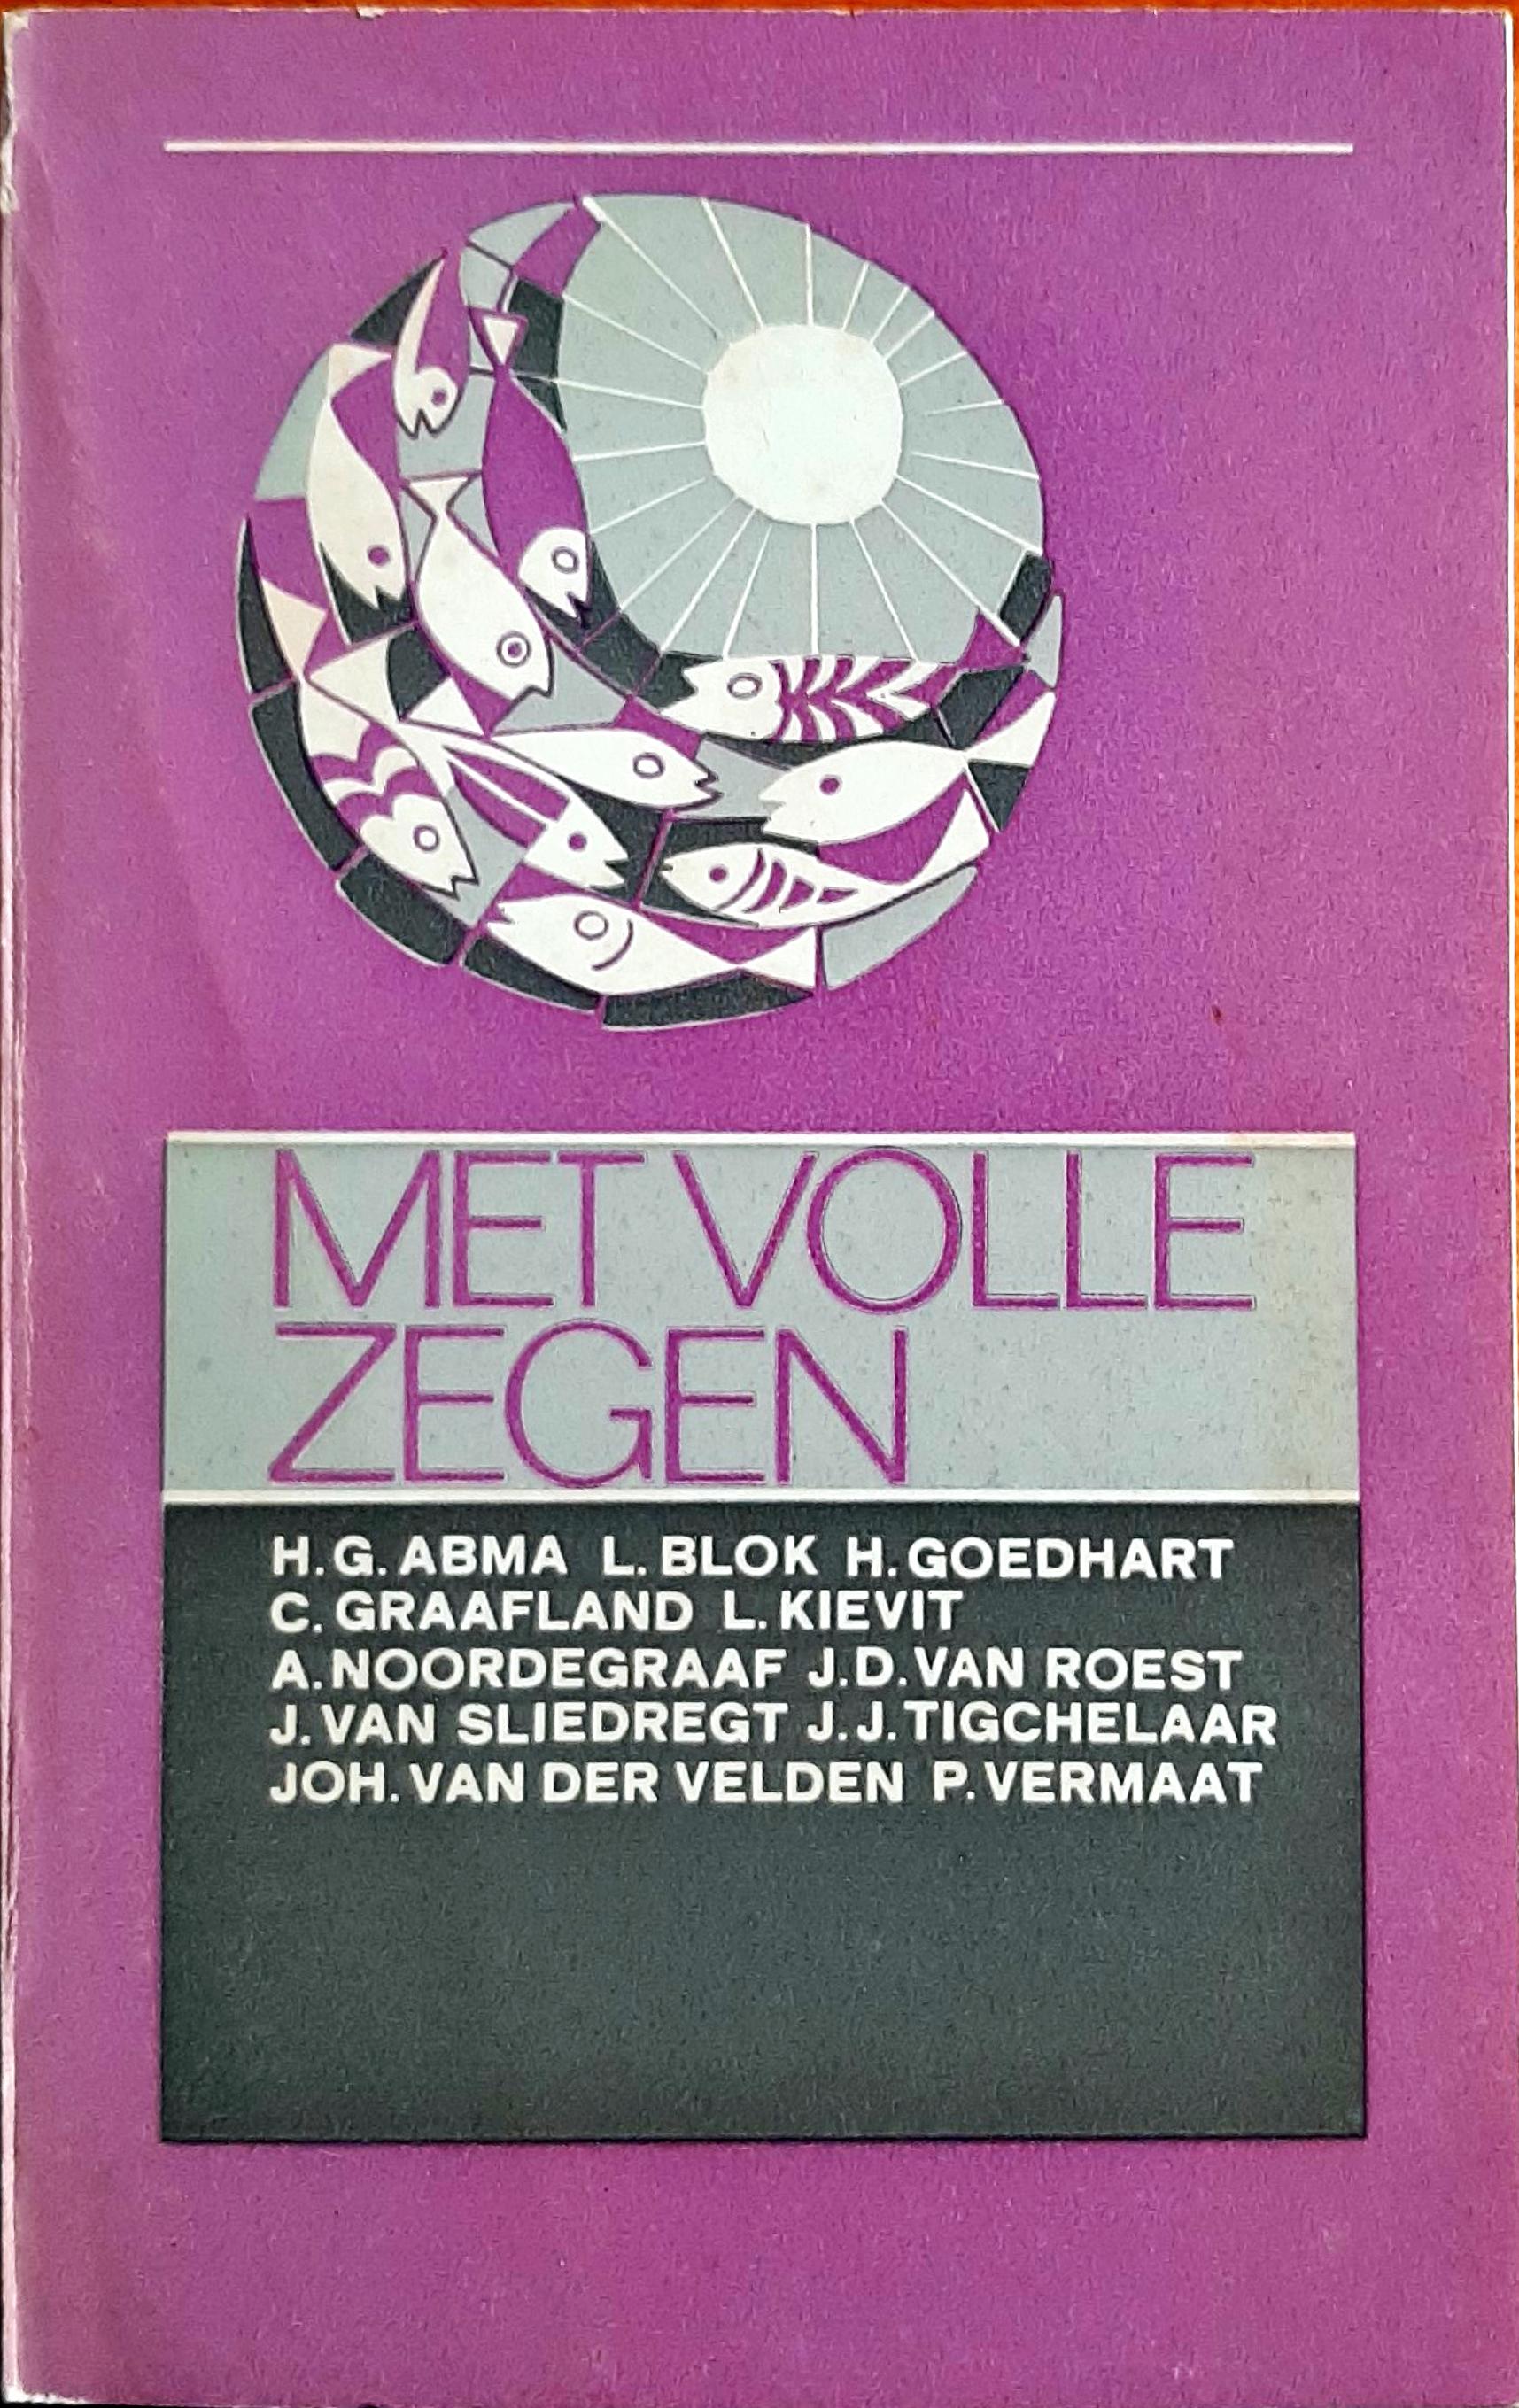 MET VOLLE
ZEGEN
H.G. ABMA L. BLOK H. GOEDHART
C. GRAAFLAND L. KIEVIT
A. NOORDEGRAAF J.D. VAN ROEST
J. VAN SLIEDREGT J.J. TIGCHELAAR
JOH. VAN DER VELDEN P. VERMAAT